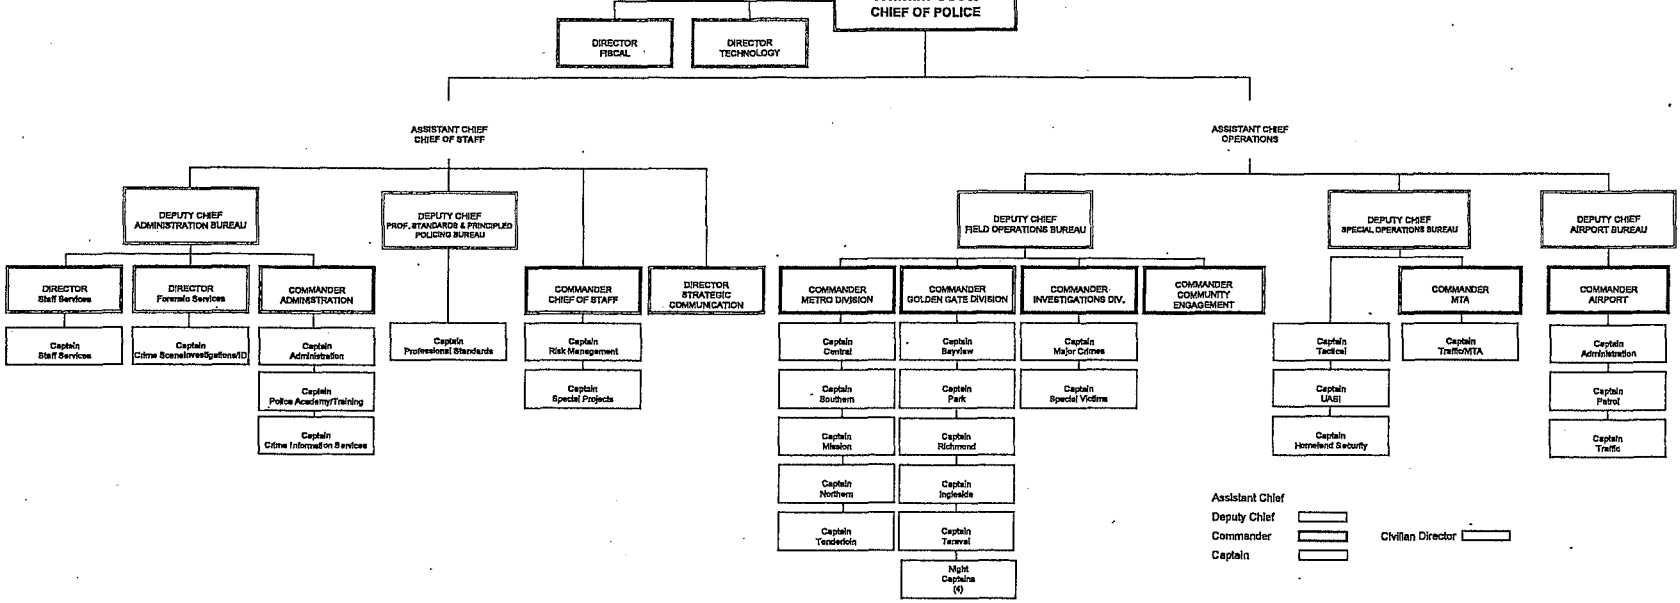 CHIEF OF POLICE
DIRECTOR
FISCAL
DIRECTOR
TECHNOLOGY
ASSISTANT CHIEF
CHIEF OF STAFF
ASSISTANT CHIEF
OPERATIONS
DEPUTY CHIEF
ADMINISTRATION BUREAU
DEPUTY CHIEF
PROF. STANDARDS & PRINCIPLED
POLICING BUREAU
DEPUTY CHIEF
FIELD OPERATIONS BUREAU
DEPUTY CHIEF
SPECIAL OPERATIONS BUREAU
DEPUTY CHIEF
AIRPORT BUREAU
DIRECTOR
Staff Services
DIRECTOR
Forensic Services
COMMANDER
ADMINISTRATION
COMMANDER
CHIEF OF STAFF
DIRECTOR
STRATEGIC
COMMUNICATION
COMMANDER
METRO DIVISION
COMMANDER
GOLDEN GATE DIVISION
COMMANDER
INVESTIGATIONS DIV.
COMMANDER
COMMUNITY
ENGAGEMENT
COMMANDER
MTA
COMMANDER
AIRPORT
Captain
Staff Services
Captain
Crime SceneInvestigations/ID
Captain
Administration
Captain
Professional Standards
Captain
Risk Management
Captain
Central
Captain
Bayview
Captain
Major Crimes
Captain
Tactical
Captain
Traffic/MTA
Captain
Administration
Captain
Police Academy/Training
Captain
Special Projects
Captain
Southern
Captain
Park
Captain
Special Victims
Captain
UASI
Captain
Patrol
Captain
Crime Information Services
Captain
Mission
Captain
Richmond
Captain
Homeland Security
Captain
Traffic
Captain
Northern
Captain
Ingleside
Captain
Tenderloin
Captain
Taraval
Night
Captains
(4)
Assistant Chief
Deputy Chief
Commander
Civilian Director
Captain